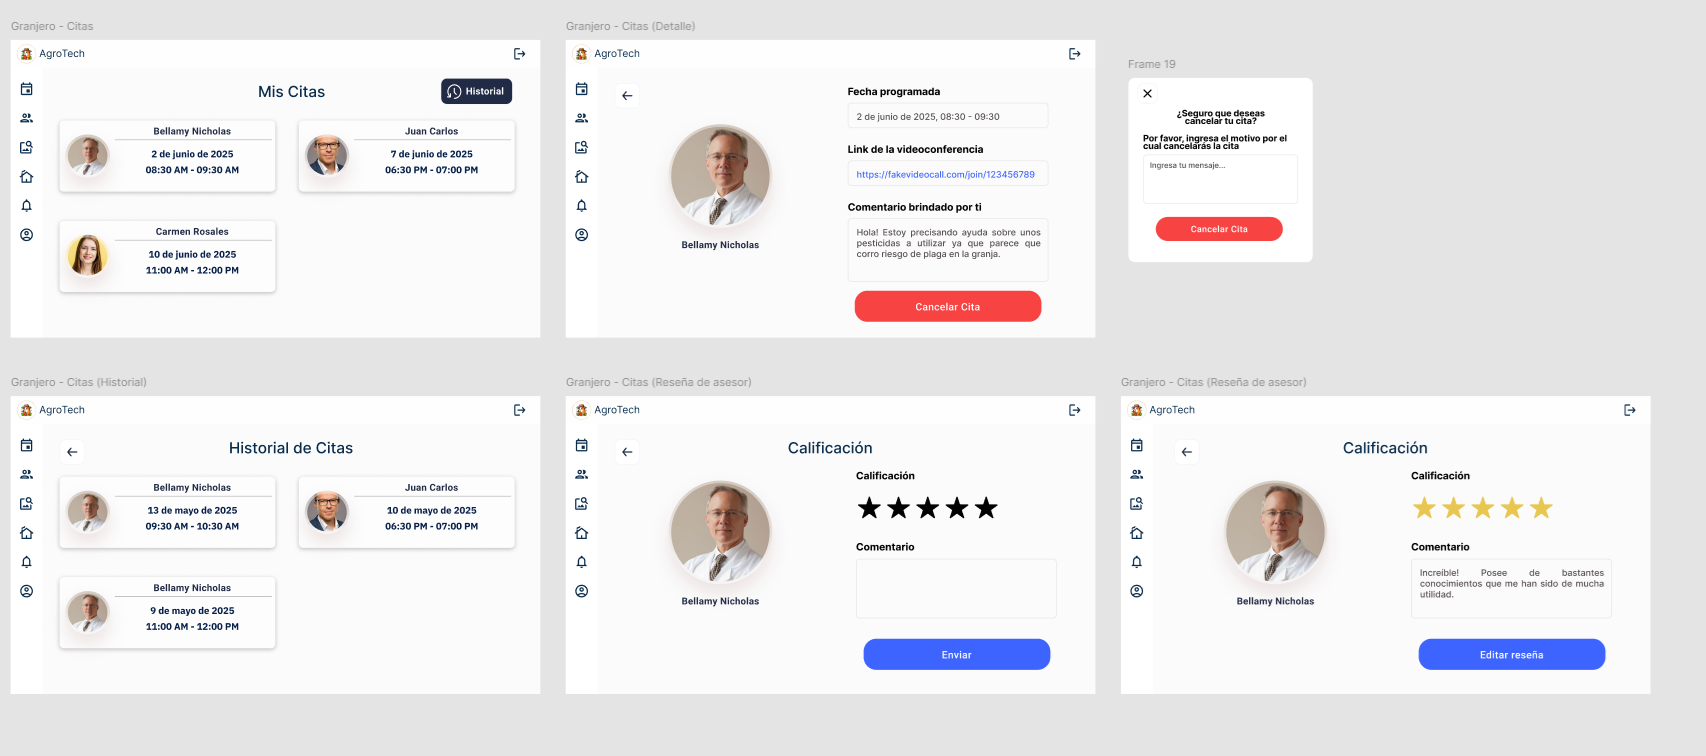 Granjero - Citas
AgroTech
Mis Citas
Historial
Bellamy Nicholas
2 de junio de 2025
08:30 AM - 09:30 AM
Juan Carlos
7 de junio de 2025
06:30 PM - 07:00 PM
Carmen Rosales
10 de junio de 2025
11:00 AM - 12:00 PM
Granjero - Citas (Detalle)
AgroTech
Bellamy Nicholas
Fecha programada
2 de junio de 2025, 08:30 - 09:30
Link de la videoconferencia
https://fakevideocall.com/join/123456789
Comentario brindado por ti
Hola! Estoy precisando ayuda sobre unos
pesticidas a utilizar ya que parece que
corro riesgo de plaga en la granja.
Cancelar Cita
Frame 19
¿Seguro que deseas
cancelar tu cita?
Por favor, ingresa el motivo por el
cual cancelarás la cita
Ingresa tu mensaje...
Cancelar Cita
Granjero - Citas (Historial)
AgroTech
Historial de Citas
Bellamy Nicholas
13 de mayo de 2025
09:30 AM - 10:30 AM
Juan Carlos
10 de mayo de 2025
06:30 PM - 07:00 PM
Bellamy Nicholas
9 de mayo de 2025
11:00 AM - 12:00 PM
Granjero - Citas (Reseña de asesor)
AgroTech
Calificación
Bellamy Nicholas
Calificación
Comentario
Enviar
Granjero - Citas (Reseña de asesor)
AgroTech
Calificación
Bellamy Nicholas
Calificación
Comentario
Increíble! Posee de bastantes
conocimientos que me han sido de mucha
utilidad.
Editar reseña